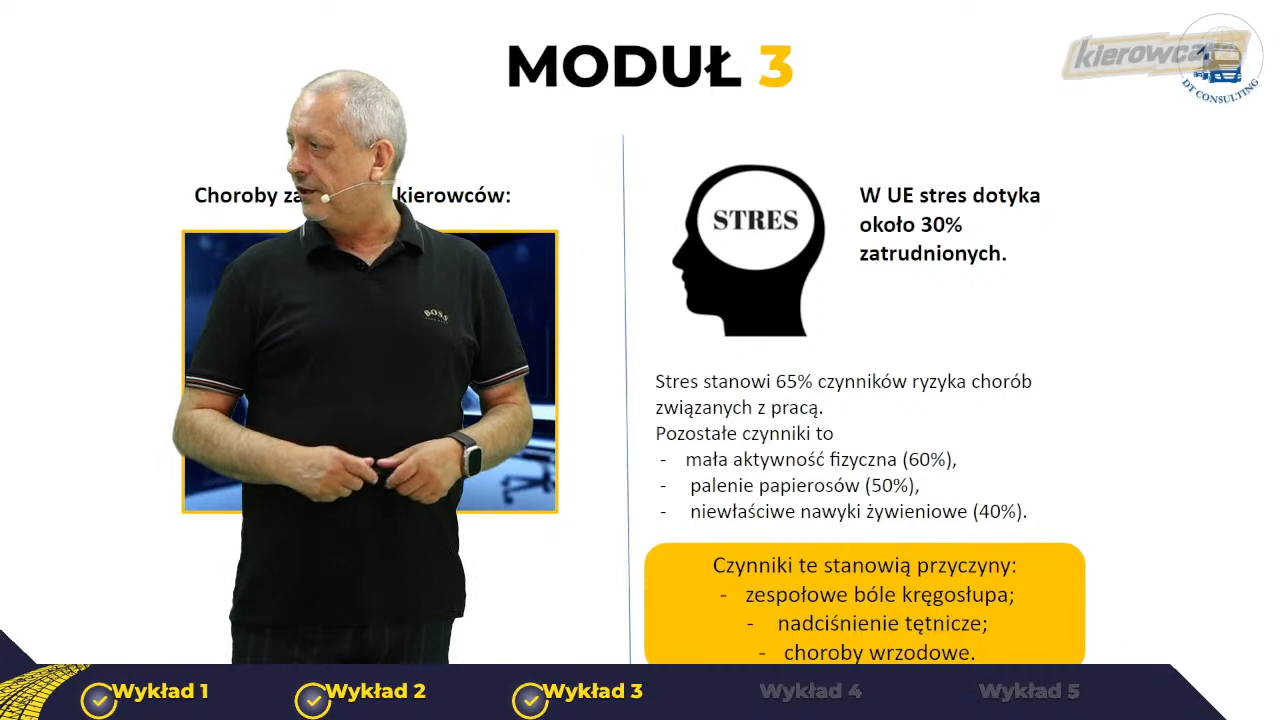 MODUŁ 3
kierowca
DT CONSULTING
Choroby za kierowców:
BOSS
STRES
W UE stres dotyka
około 30%
zatrudnionych.
Stres stanowi 65% czynników ryzyka chorób
związanych z pracą.
Pozostałe czynniki to
- mała aktywność fizyczna (60%),
- palenie papierosów (50%),
- niewłaściwe nawyki żywieniowe (40%).
Czynniki te stanowią przyczyny:
- zespołowe bóle kręgosłupa;
- nadciśnienie tętnicze;
- choroby wrzodowe.
Wykład 1
Wykład 2
Wykład 3
Wykład 4
Wykład 5